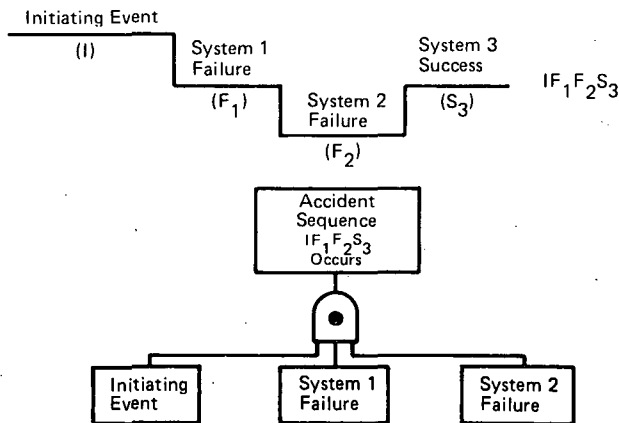 Initiating Event
(I)
System 1
Failure
(F₁)
System 2
Failure
(F₂)
System 3
Success
(S₃)
IF₁F₂S₃
Accident
Sequence
IF₁F₂S₃
Occurs
Initiating
Event
System 1
Failure
System 2
Failure